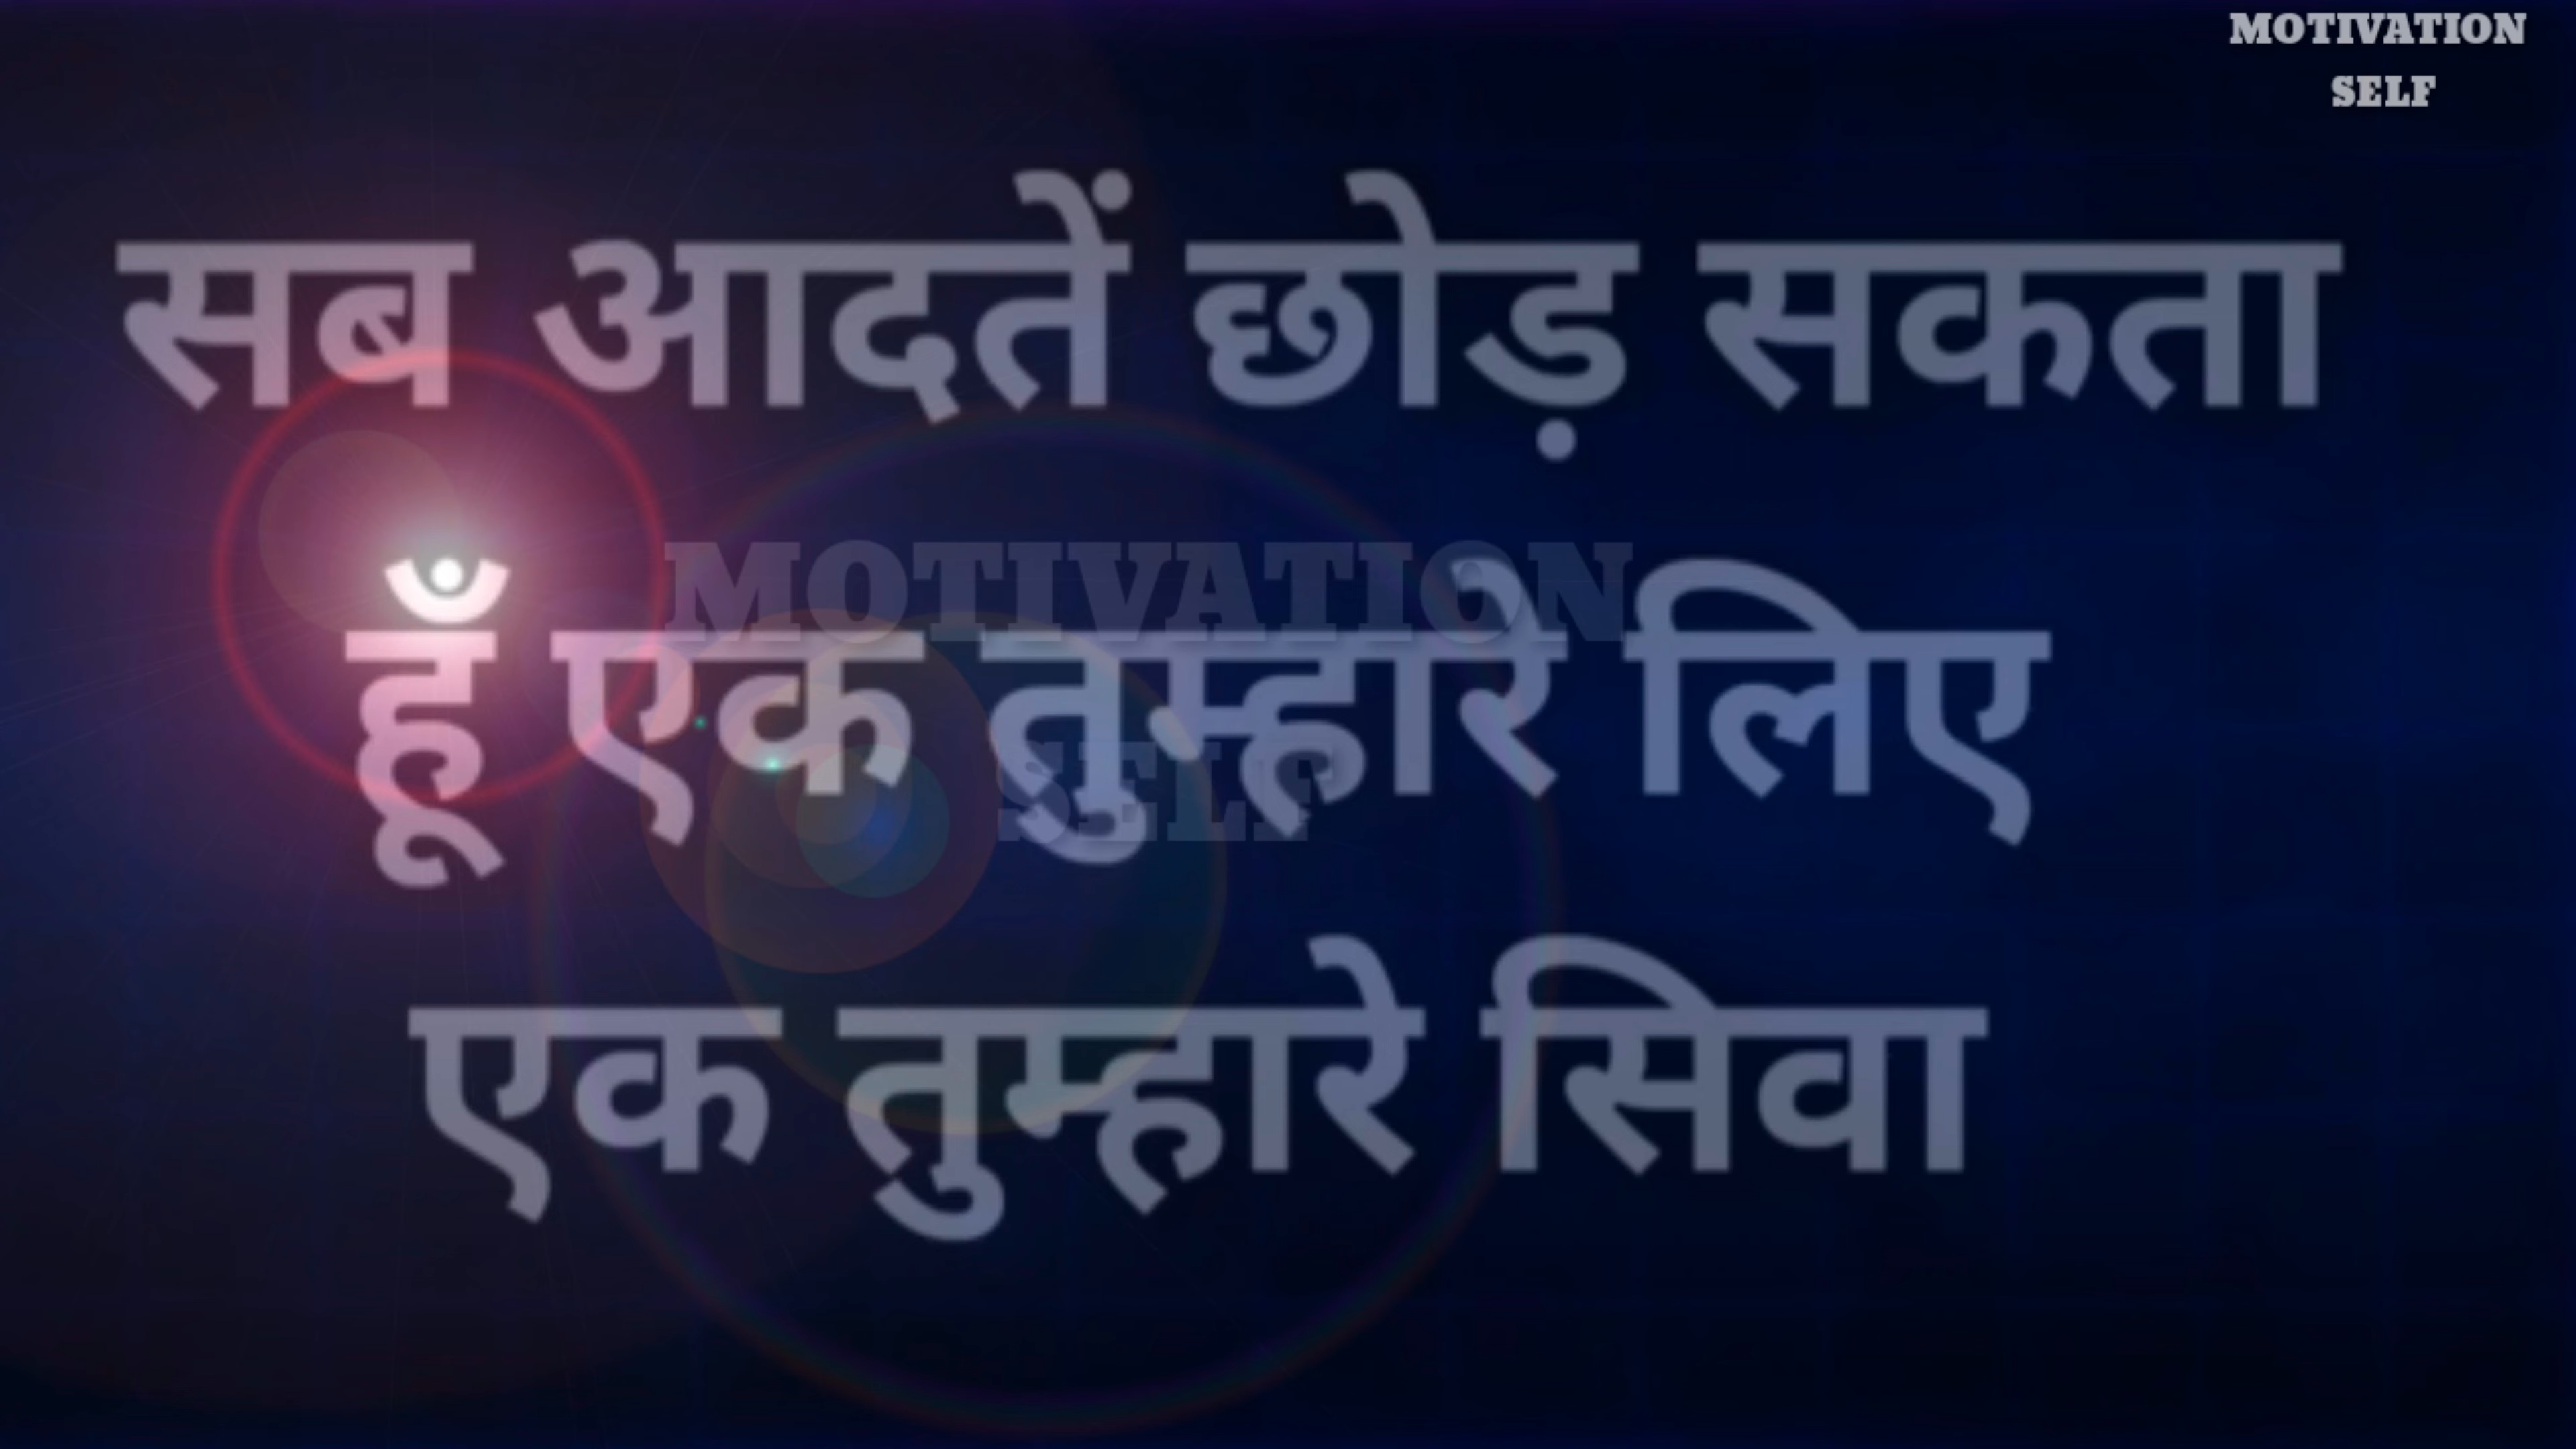 MOTIVATION
SELF
सब आदतें छोड़ सकता
हूँ एक तुम्हारे लिए
एक तुम्हारे सिवा
MOTIVATION
SELF